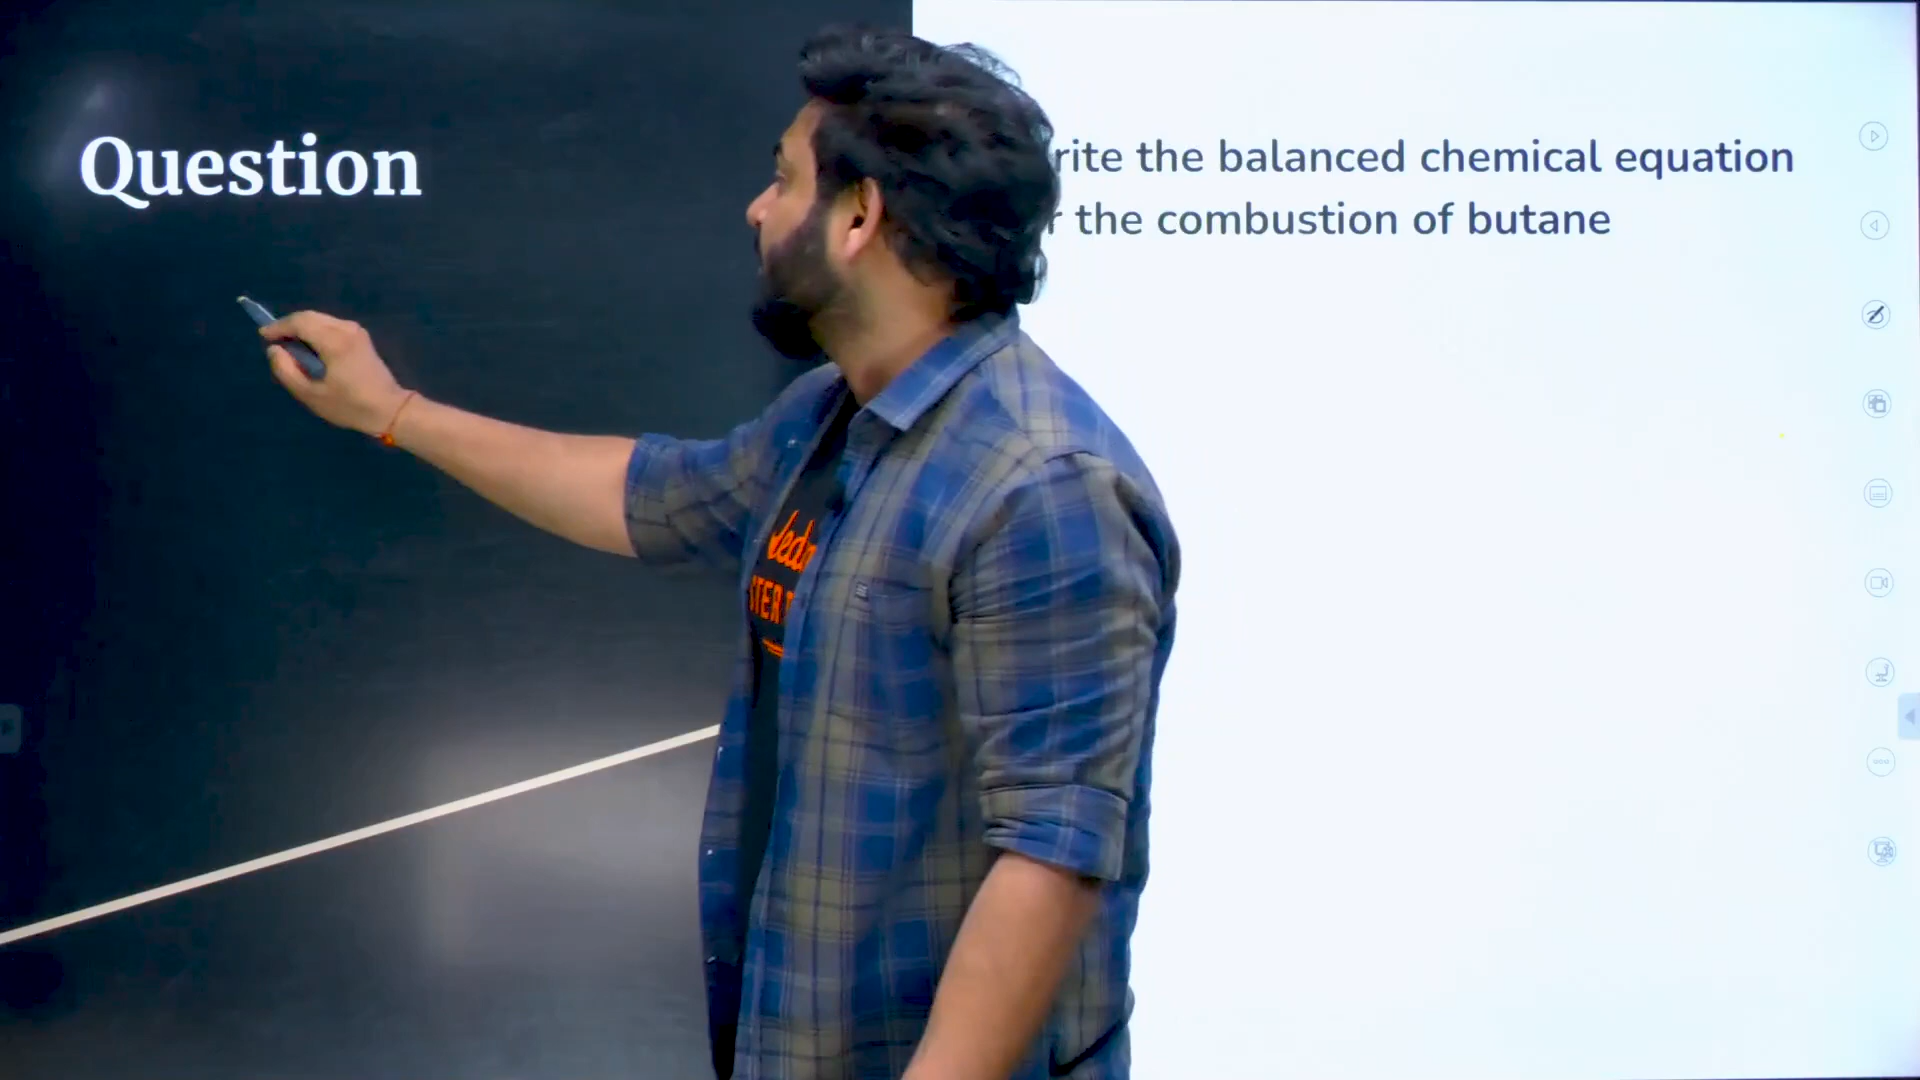 Question
rite the balanced chemical equation
r the combustion of butane